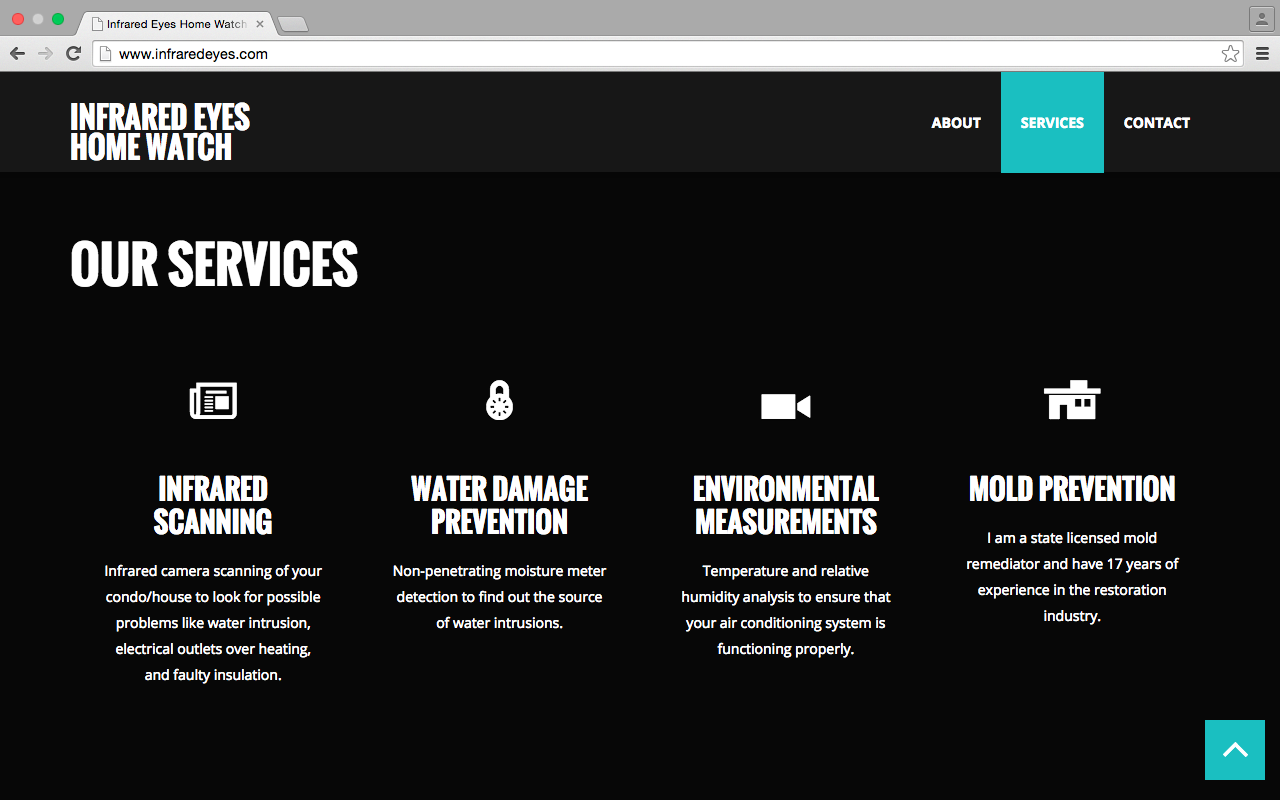 Infrared Eyes Home Watch
www.infraredeyes.com
INFRARED EYES
HOME WATCH
ABOUT
SERVICES
CONTACT
OUR SERVICES
INFRARED
SCANNING
Infrared camera scanning of your
condo/house to look for possible
problems like water intrusion,
electrical outlets over heating,
and faulty insulation.
WATER DAMAGE
PREVENTION
Non-penetrating moisture meter
detection to find out the source
of water intrusions.
ENVIRONMENTAL
MEASUREMENTS
Temperature and relative
humidity analysis to ensure that
your air conditioning system is
functioning properly.
MOLD PREVENTION
I am a state licensed mold
remediator and have 17 years of
experience in the restoration
industry.